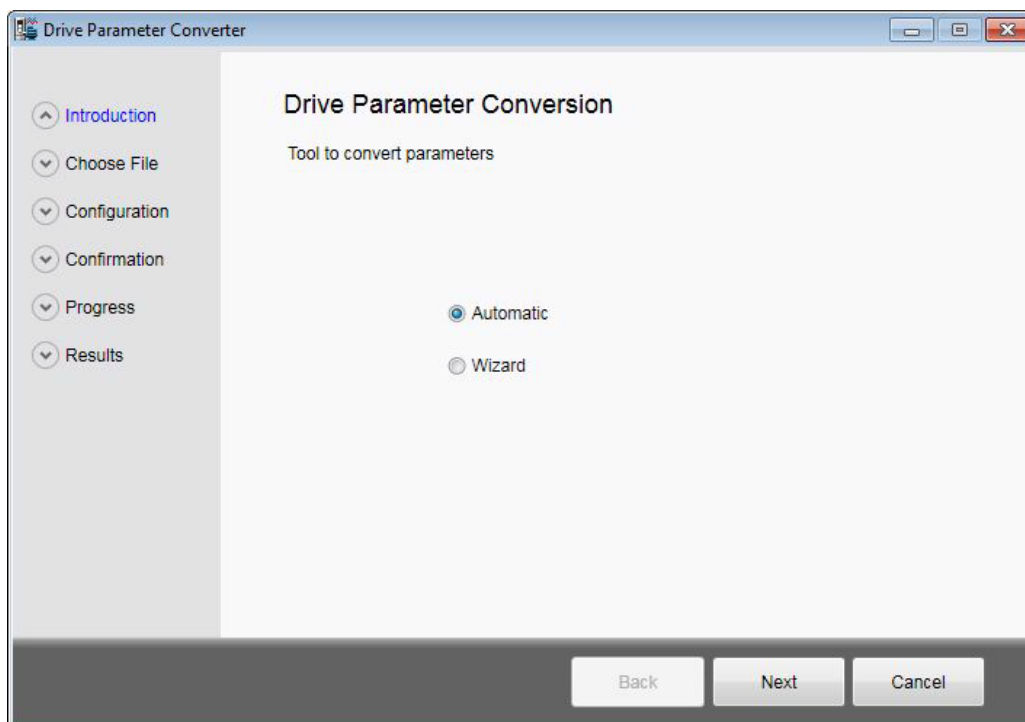 Drive Parameter Converter
Introduction
Choose File
Configuration
Confirmation
Progress
Results
Drive Parameter Conversion
Tool to convert parameters
Automatic
Wizard
Back
Next
Cancel